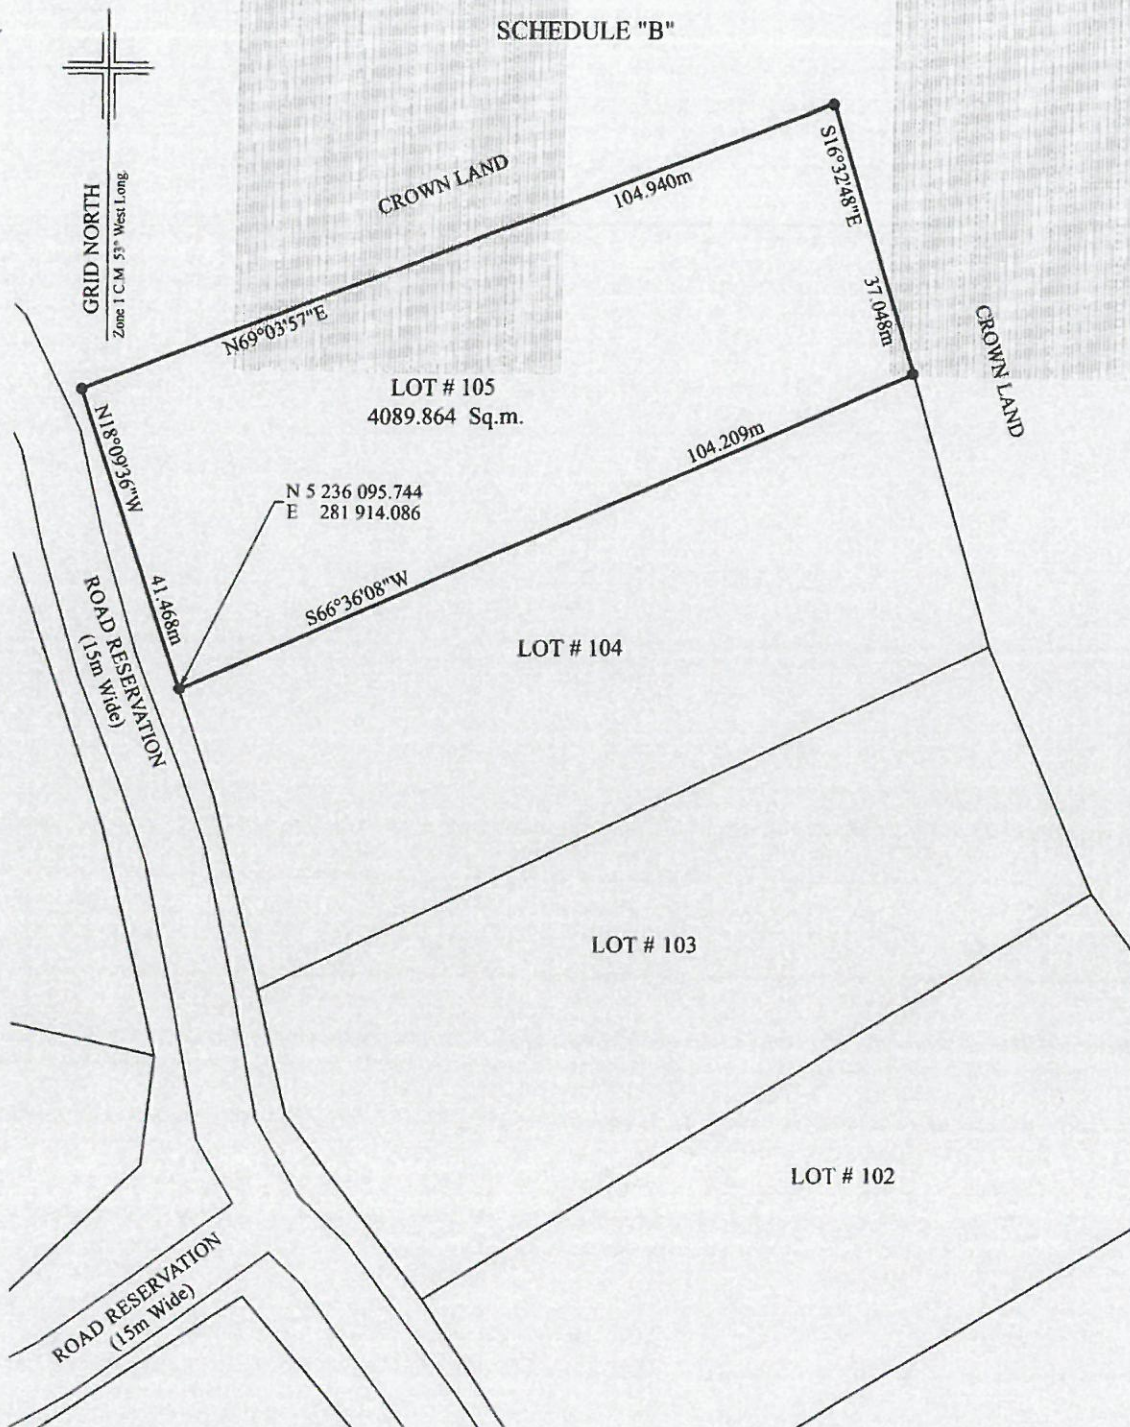 SCHEDULE "B"
GRID NORTH
Zone 1 C.M 53° West Long.
CROWN LAND
104.940m
N69°03'57"E
S16°32'48"E
37.048m
CROWN LAND
LOT # 105
4089.864 Sq.m.
N18°09'36"W
41.468m
N 5 236 095.744
E 281 914.086
104.209m
S66°36'08"W
ROAD RESERVATION
(15m Wide)
LOT # 104
LOT # 103
LOT # 102
ROAD RESERVATION
(15m Wide)